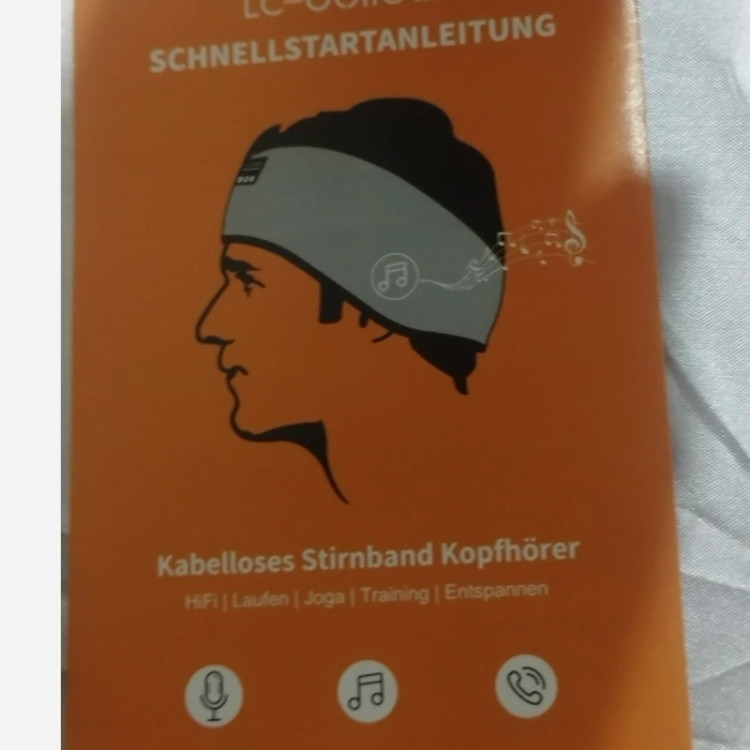 SCHNELLSTARTANLEITUNG
Kabelloses Stirnband Kopfhörer
HiFi | Laufen | Joga | Training | Entspannen